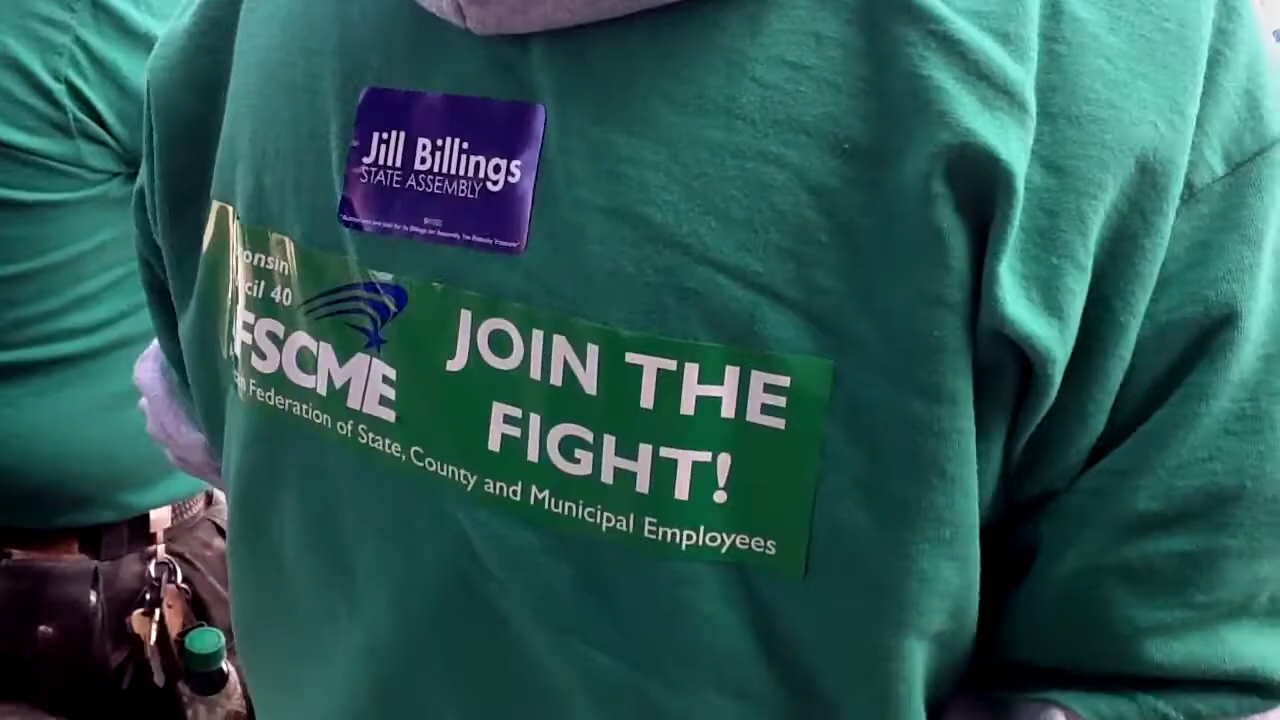 Jill Billings
STATE ASSEMBLY
onsin
cil 40
FSCME
JOIN THE
FIGHT!
Federation of State, County and Municipal Employees